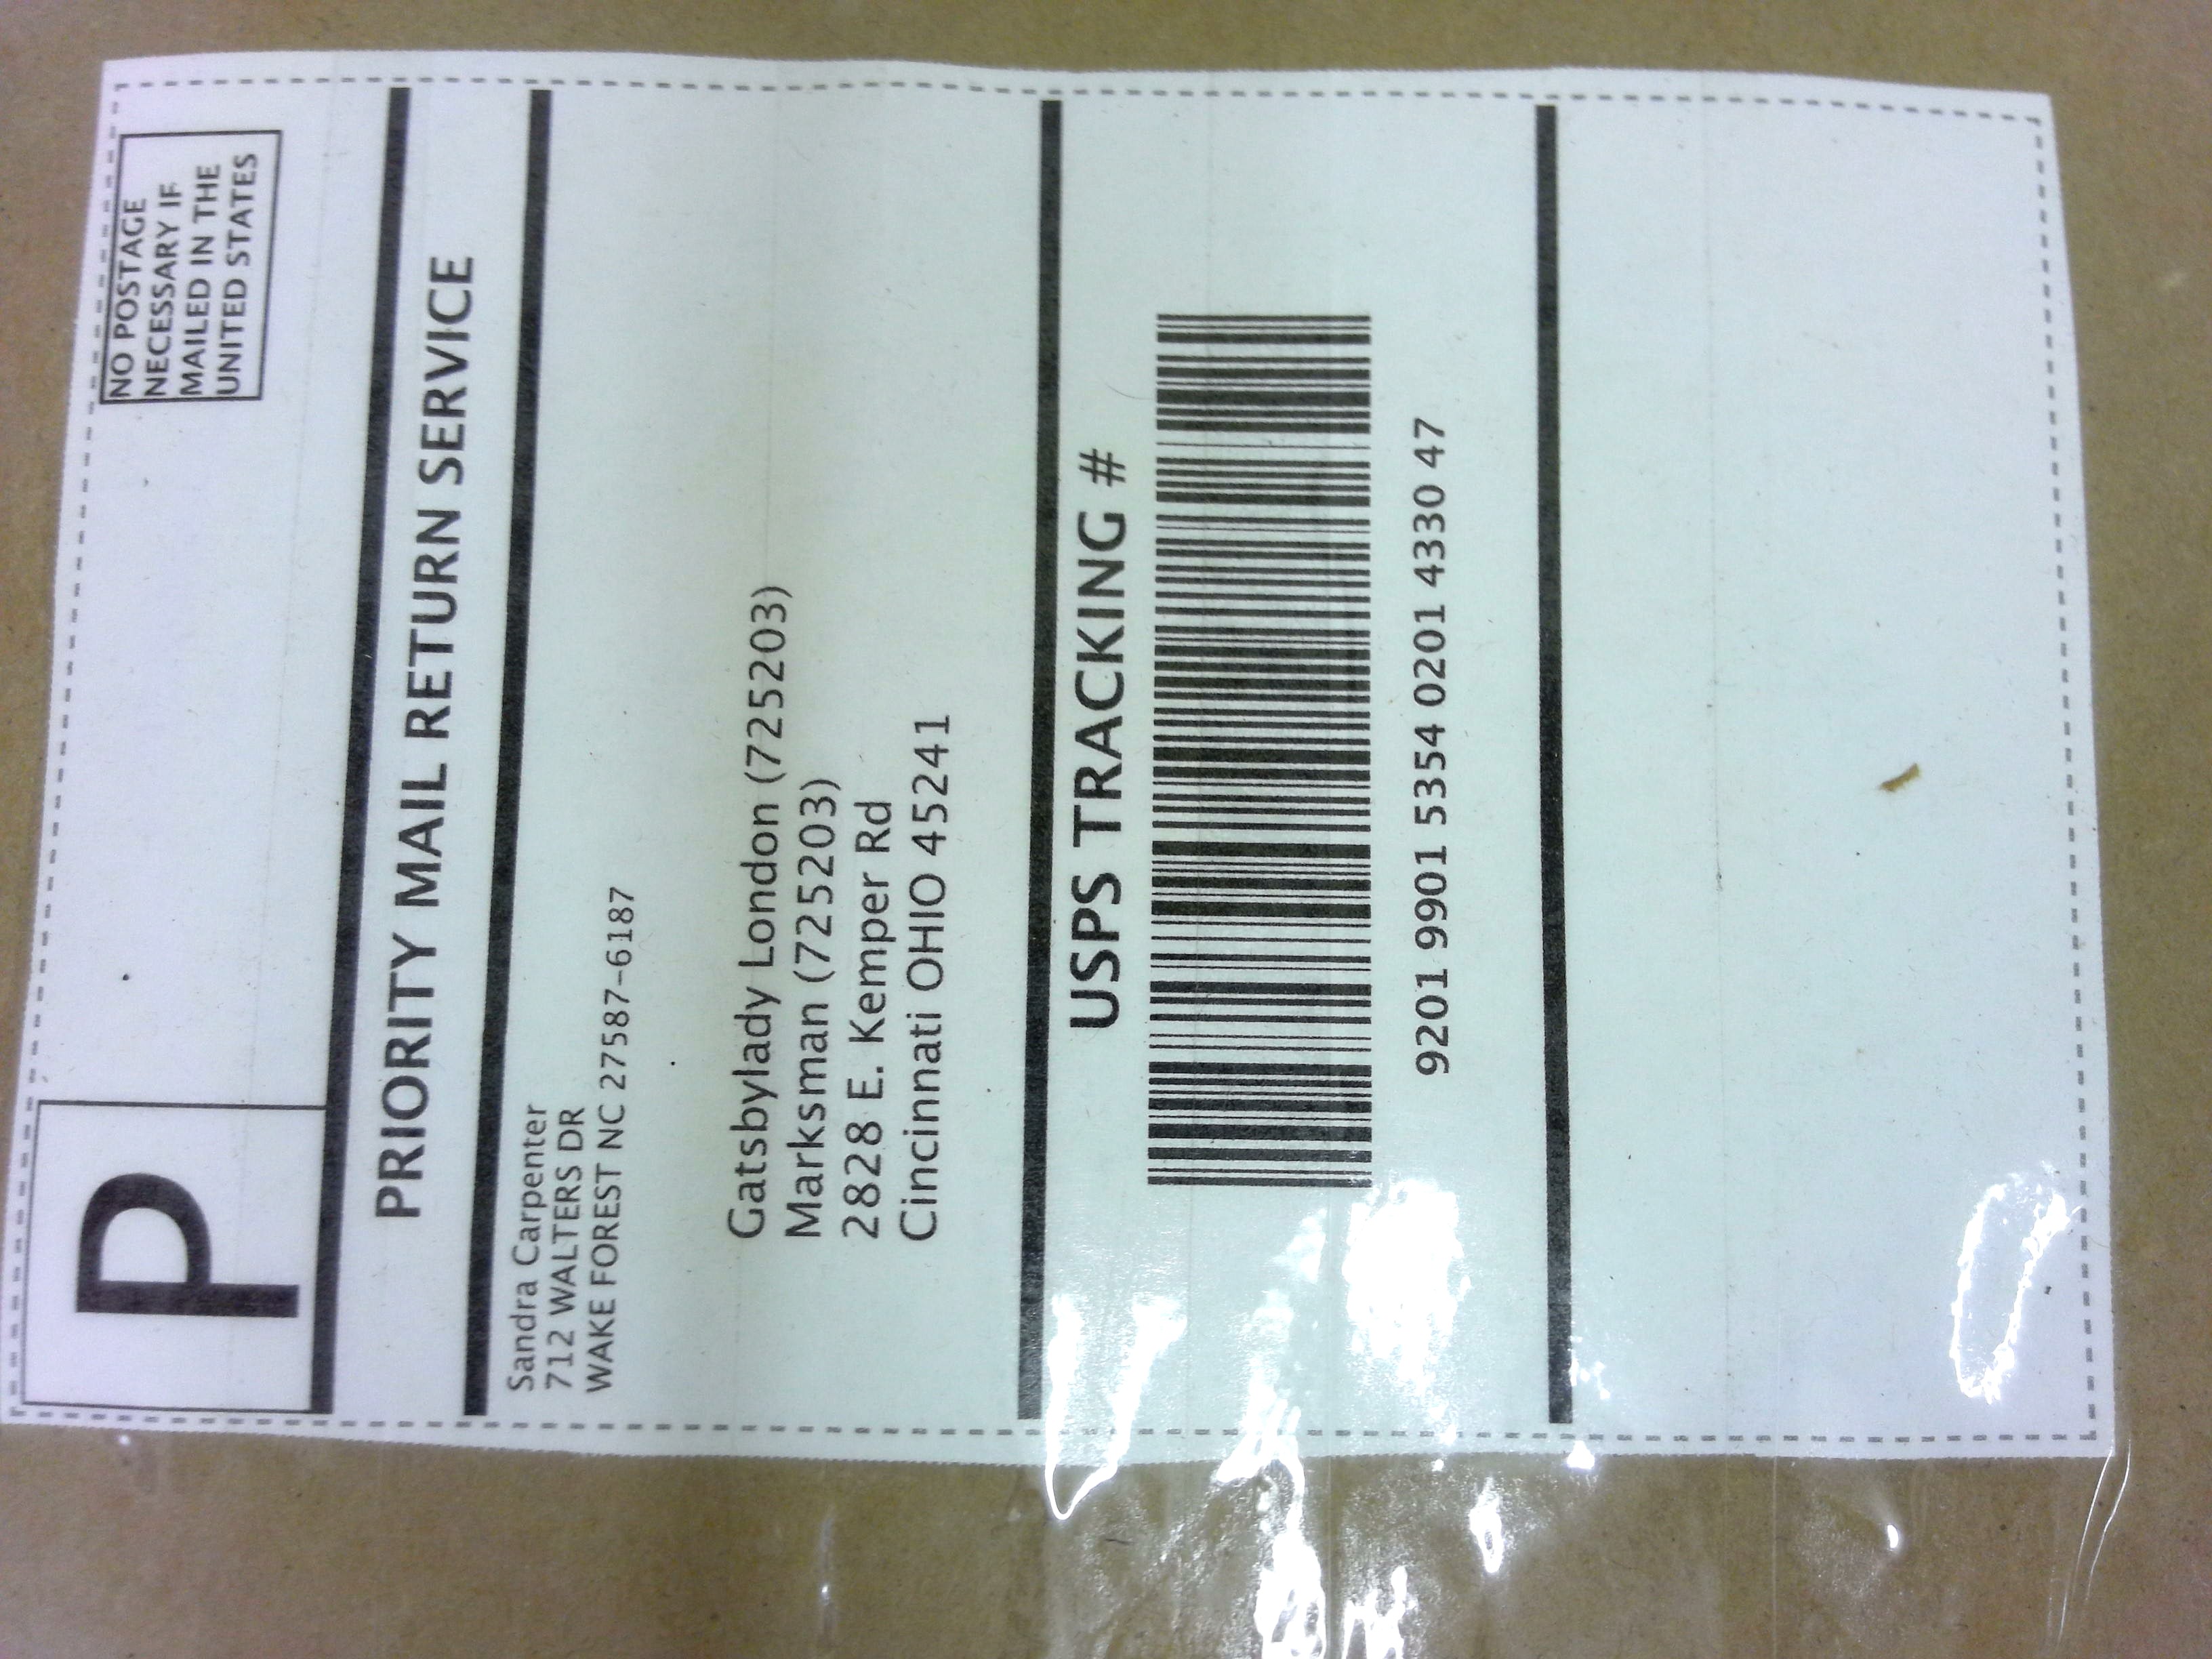 P
NO POSTAGE
NECESSARY IF
MAILED IN THE
UNITED STATES
PRIORITY MAIL RETURN SERVICE
Sandra Carpenter
712 WALTERS DR
WAKE FOREST NC 27587-6187
Gatsbylady London (725203)
Marksman (725203)
2828 E. Kemper Rd
Cincinnati OHIO 45241
USPS TRACKING #
9201 9901 5354 0201 4330 47